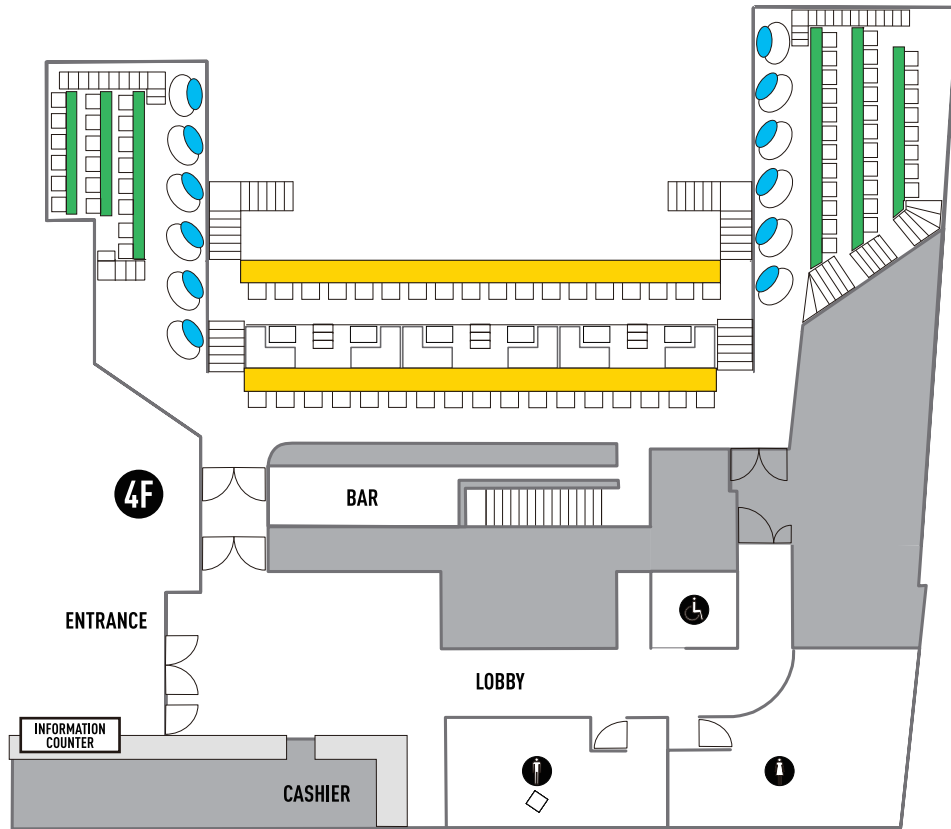 4F
BAR
ENTRANCE
LOBBY
INFORMATION
COUNTER
CASHIER